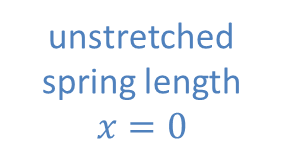 unstretched
spring length
x = 0